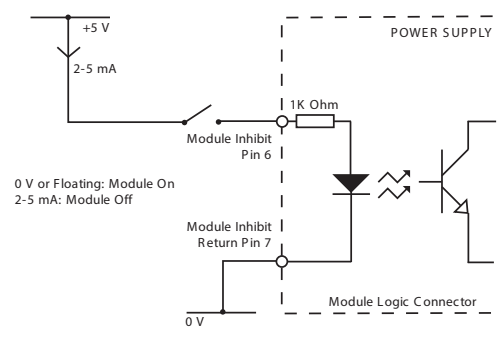 +5 V
POWER SUPPLY
2-5 mA
1K Ohm
Module Inhibit
Pin 6
0 V or Floating: Module On
2-5 mA: Module Off
Module Inhibit
Return Pin 7
Module Logic Connector
0 V